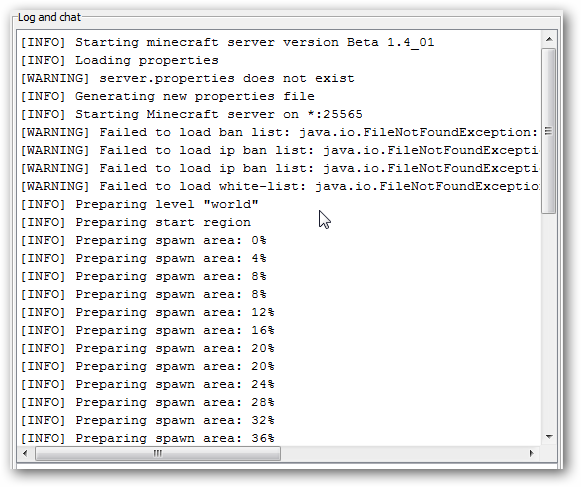 Log and chat
[INFO] Starting minecraft server version Beta 1.4_01
[INFO] Loading properties
[WARNING] server.properties does not exist
[INFO] Generating new properties file
[INFO] Starting Minecraft server on *:25565
[WARNING] Failed to load ban list: java.io.FileNotFoundException:
[WARNING] Failed to load ip ban list: java.io.FileNotFoundExcepti
[WARNING] Failed to load ip ban list: java.io.FileNotFoundExcepti
[WARNING] Failed to load white-list: java.io.FileNotFoundExceptio
[INFO] Preparing level "world"
[INFO] Preparing start region
[INFO] Preparing spawn area: 0%
[INFO] Preparing spawn area: 4%
[INFO] Preparing spawn area: 8%
[INFO] Preparing spawn area: 8%
[INFO] Preparing spawn area: 12%
[INFO] Preparing spawn area: 16%
[INFO] Preparing spawn area: 20%
[INFO] Preparing spawn area: 20%
[INFO] Preparing spawn area: 24%
[INFO] Preparing spawn area: 28%
[INFO] Preparing spawn area: 32%
[INFO] Preparing spawn area: 36%